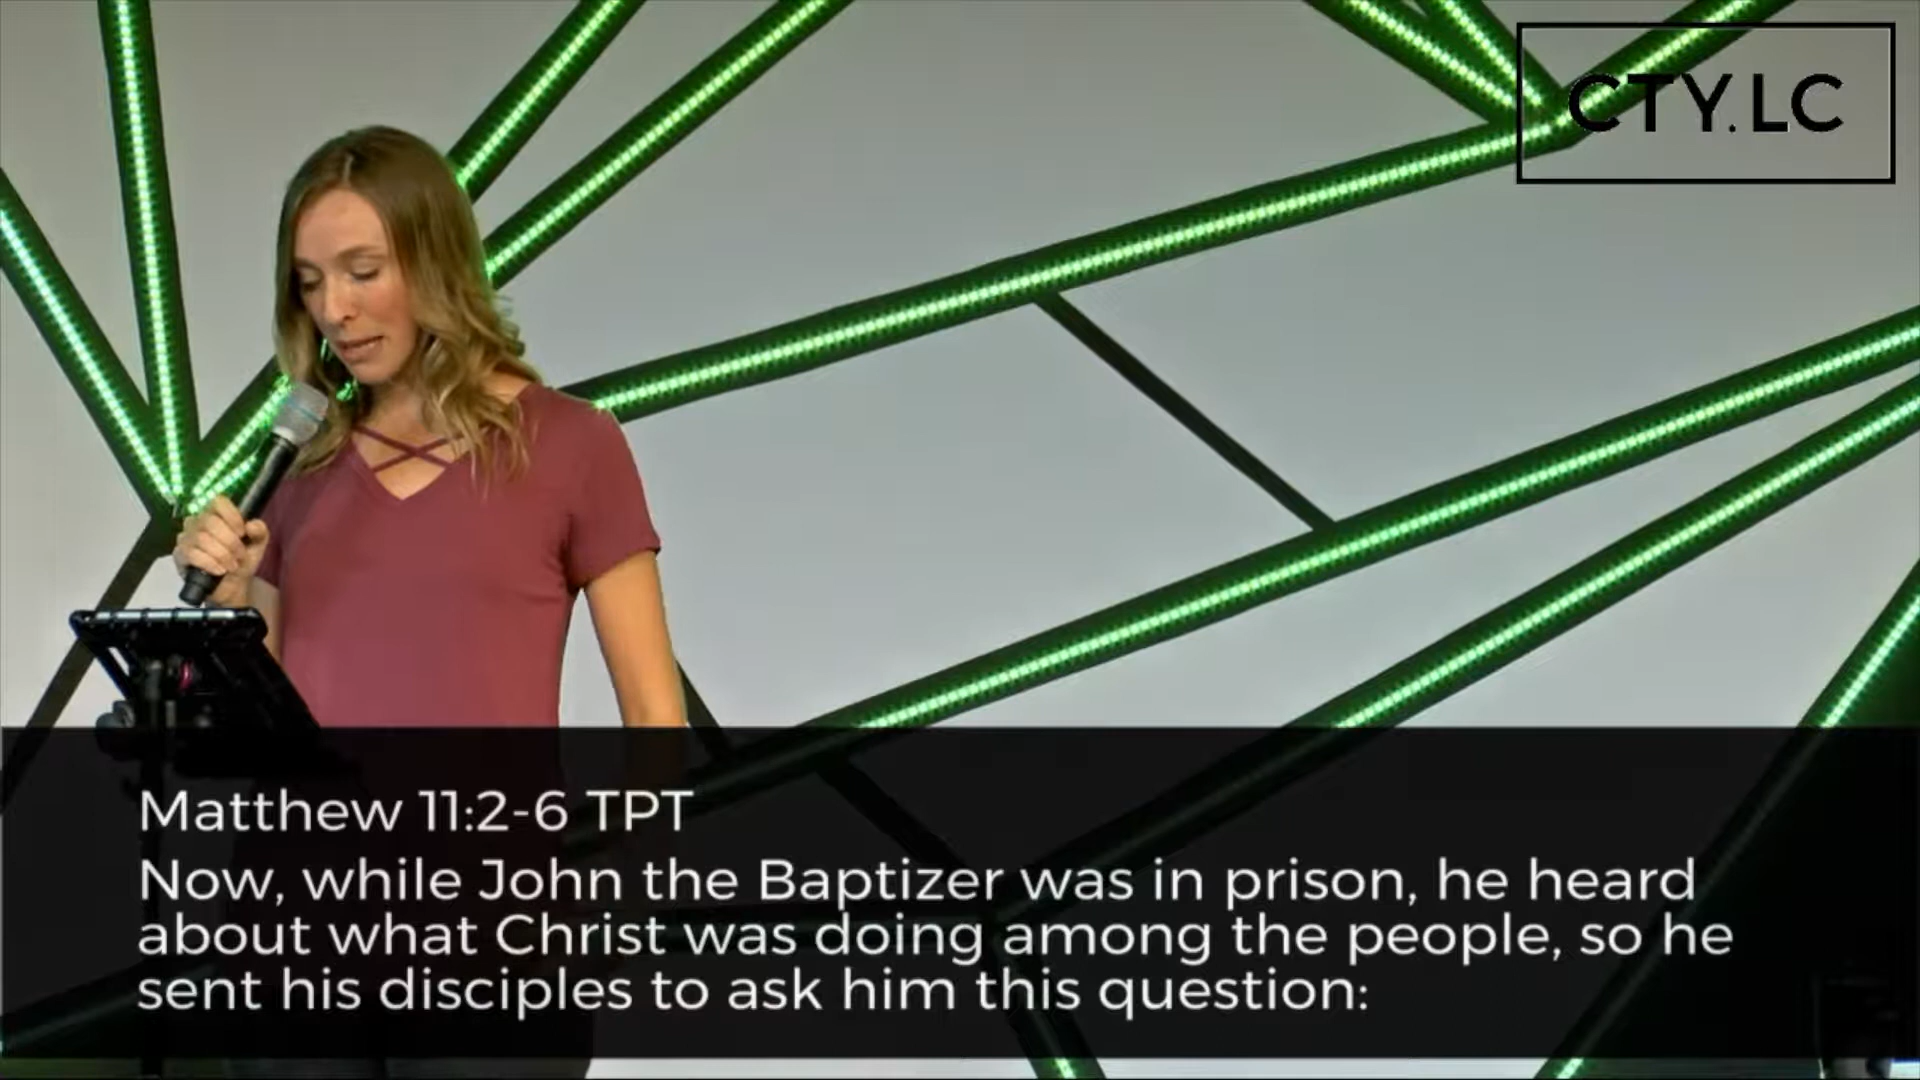 CTY.LC
Matthew 11:2-6 TPT
Now, while John the Baptizer was in prison, he heard
about what Christ was doing among the people, so he
sent his disciples to ask him this question: